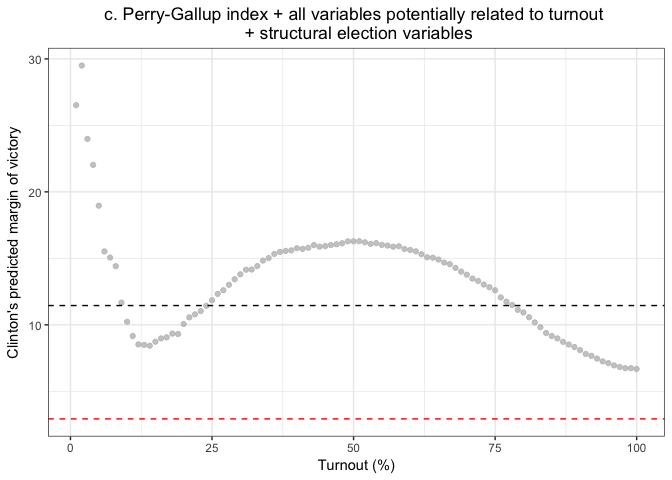 c. Perry-Gallup index + all variables potentially related to turnout
+ structural election variables
Clinton's predicted margin of victory
30
20
10
0
25
50
75
100
Turnout (%)